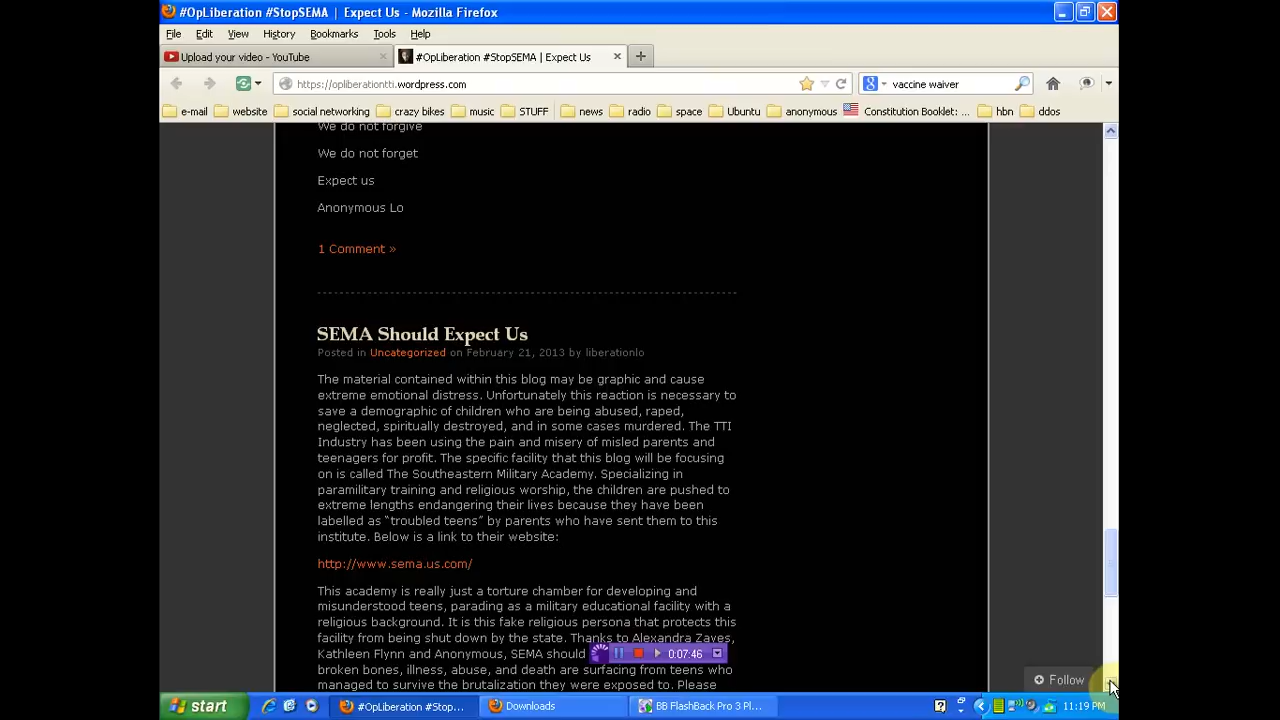 #OpLiberation #StopSEMA | Expect Us - Mozilla Firefox
File Edit View History Bookmarks Tools Help
Upload your video - YouTube
#OpLiberation #StopSEMA | Expect Us
https://opliberationtti.wordpress.com
vaccine waiver
e-mail website social networking crazy bikes music STUFF news radio space Ubuntu anonymous Constitution Booklet: ... hbn ddos
We do not forgive
We do not forget
Expect us
Anonymous Lo
1 Comment »
SEMA Should Expect Us
Posted in Uncategorized on February 21, 2013 by liberationlo
The material contained within this blog may be graphic and cause
extreme emotional distress. Unfortunately this reaction is necessary to
save a demographic of children who are being abused, raped,
neglected, spiritually destroyed, and in some cases murdered. The TTI
Industry has been using the pain and misery of misled parents and
teenagers for profit. The specific facility that this blog will be focusing
on is called The Southeastern Military Academy. Specializing in
paramilitary training and religious worship, the children are pushed to
extreme lengths endangering their lives because they have been
labelled as “troubled teens” by parents who have sent them to this
institute. Below is a link to their website:
http://www.sema.us.com/
This academy is really just a torture chamber for developing and
misunderstood teens, parading as a military educational facility with a
religious background. It is this fake religious persona that protects this
facility from being shut down by the state. Thanks to Alexandra Zayes,
Kathleen Flynn and Anonymous, SEMA should
0:07:46
broken bones, illness, abuse, and death are surfacing from teens who
managed to survive the brutalization they were exposed to. Please
Follow
start
#OpLiberation #Stop...
Downloads
BB FlashBack Pro 3 Pl...
11:19 PM